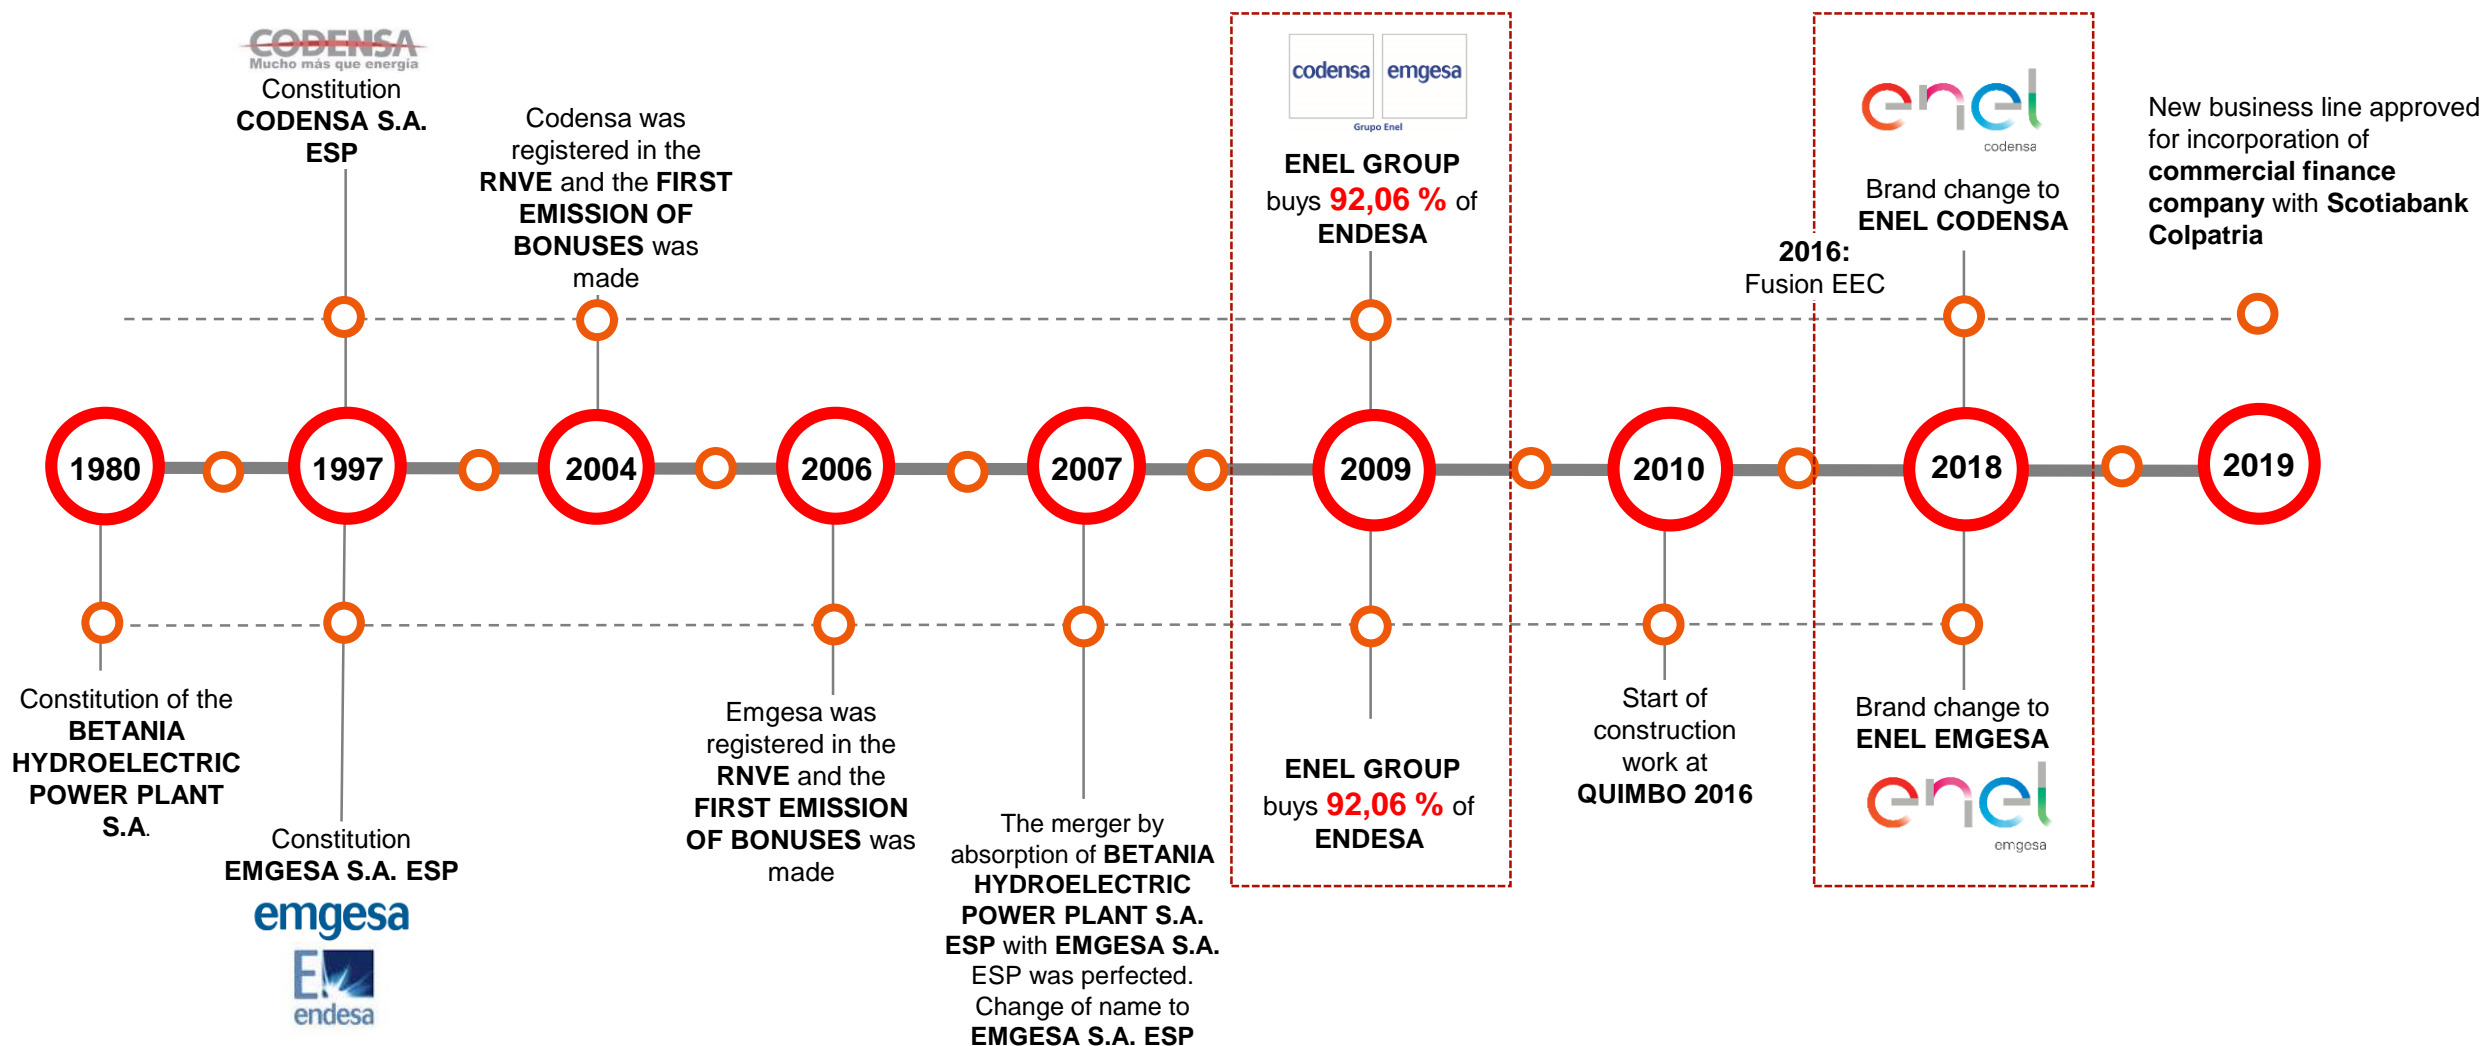 CODENSA
Mucho más que energía
Constitution
CODENSA S.A.
ESP
Codensa was
registered in the
RNVE and the FIRST
EMISSION OF
BONUSES was
made
codensa
emgesa
Grupo Enel
ENEL GROUP
buys 92,06 % of
ENDESA
2016:
Fusion EEC
enel
codensa
Brand change to
ENEL CODENSA
New business line approved
for incorporation of
commercial finance
company with Scotiabank
Colpatria
1980
1997
2004
2006
2007
2009
2010
2018
2019
Constitution of the
BETANIA
HYDROELECTRIC
POWER PLANT
S.A.
Constitution
EMGESA S.A. ESP
emgesa
E
endesa
Emgesa was
registered in the
RNVE and the
FIRST EMISSION
OF BONUSES was
made
The merger by
absorption of BETANIA
HYDROELECTRIC
POWER PLANT S.A.
ESP with EMGESA S.A.
ESP was perfected.
Change of name to
EMGESA S.A. ESP
ENEL GROUP
buys 92,06 % of
ENDESA
Start of
construction
work at
QUIMBO 2016
Brand change to
ENEL EMGESA
enel
emgesa